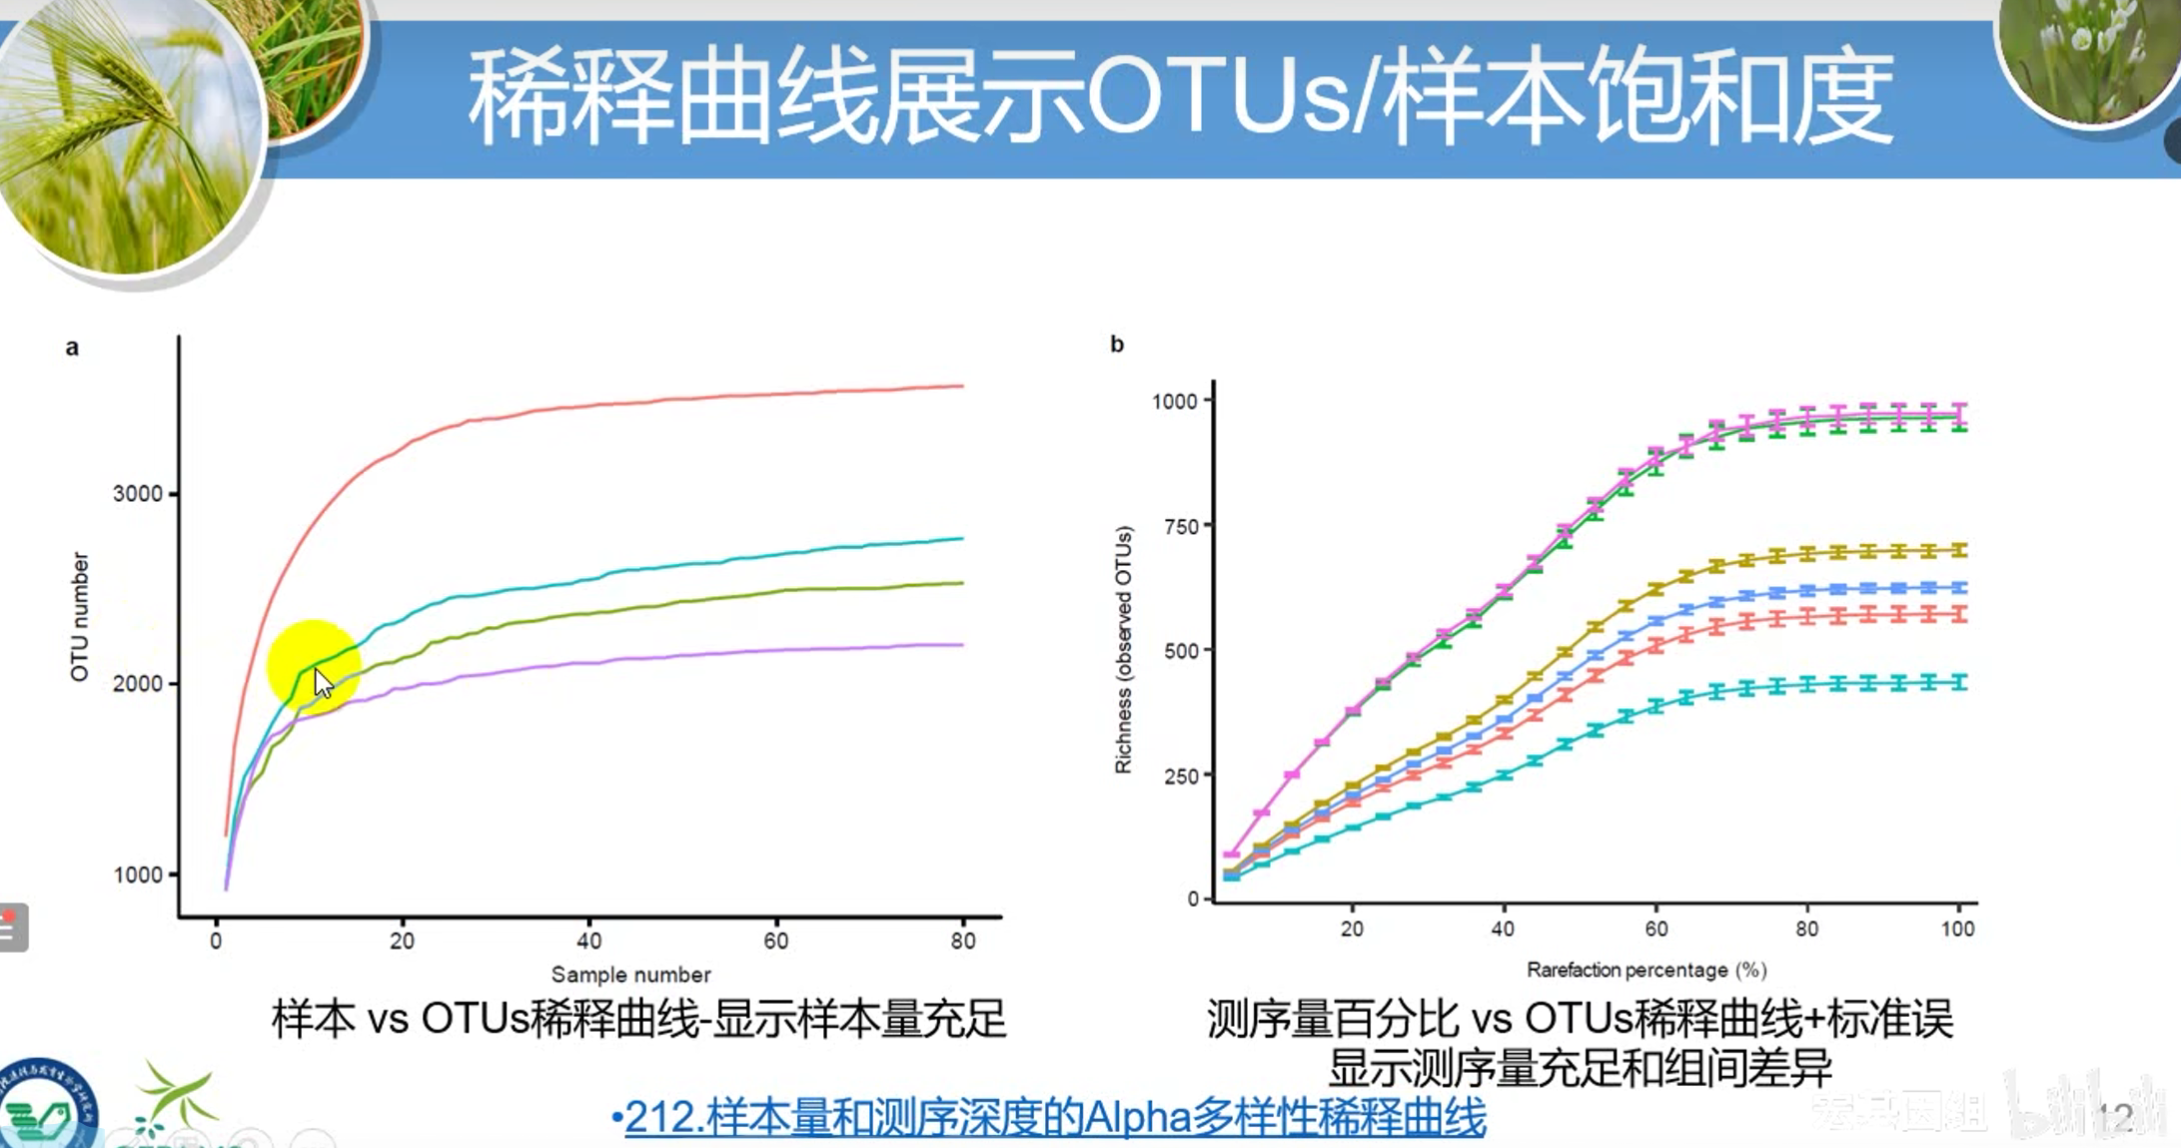 稀释曲线展示OTUs/样本饱和度
a
OTU number
3000
2000
1000
0 20 40 60 80
Sample number
样本 vs OTUs稀释曲线-显示样本量充足
b
Richness (observed OTUs)
1000
750
500
250
0
20 40 60 80 100
Rarefaction percentage (%)
测序量百分比 vs OTUs稀释曲线+标准误
显示测序量充足和组间差异
•212.样本量和测序深度的Alpha多样性稀释曲线
12